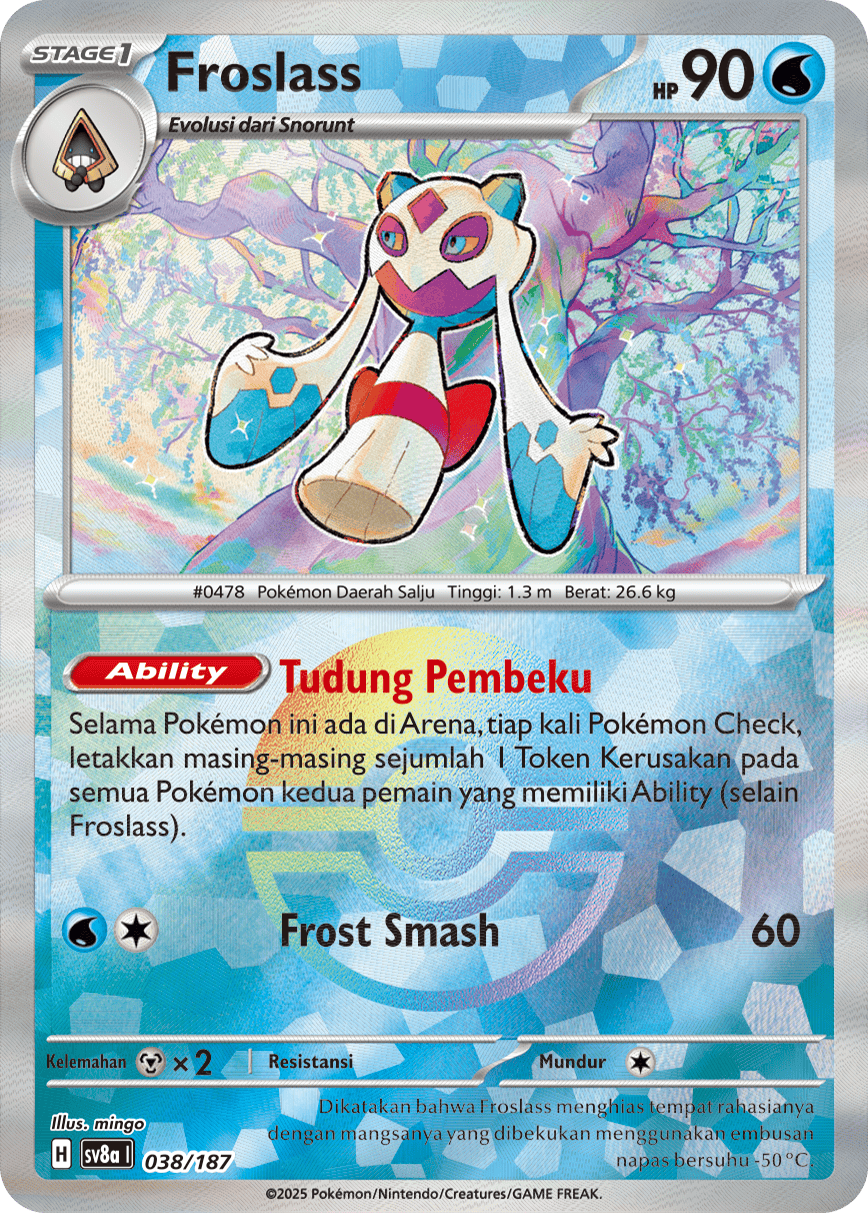 STAGE1
Froslass
HP 90
Evolusi dari Snorunt
#0478 Pokémon Daerah Salju Tinggi: 1.3 m Berat: 26.6 kg
Ability Tudung Pembeku
Selama Pokémon ini ada di Arena, tiap kali Pokémon Check,
letakkan masing-masing sejumlah 1 Token Kerusakan pada
semua Pokémon kedua pemain yang memiliki Ability (selain
Froslass).
Frost Smash 60
Kelemahan ×2 Resistansi Mundur
Illus. mingo
Dikatakan bahwa Froslass menghias tempat rahasianya
dengan mangsanya yang dibekukan menggunakan embusan
napas bersuhu -50 °C.
H sv8a I 038/187
©2025 Pokémon/Nintendo/Creatures/GAME FREAK.